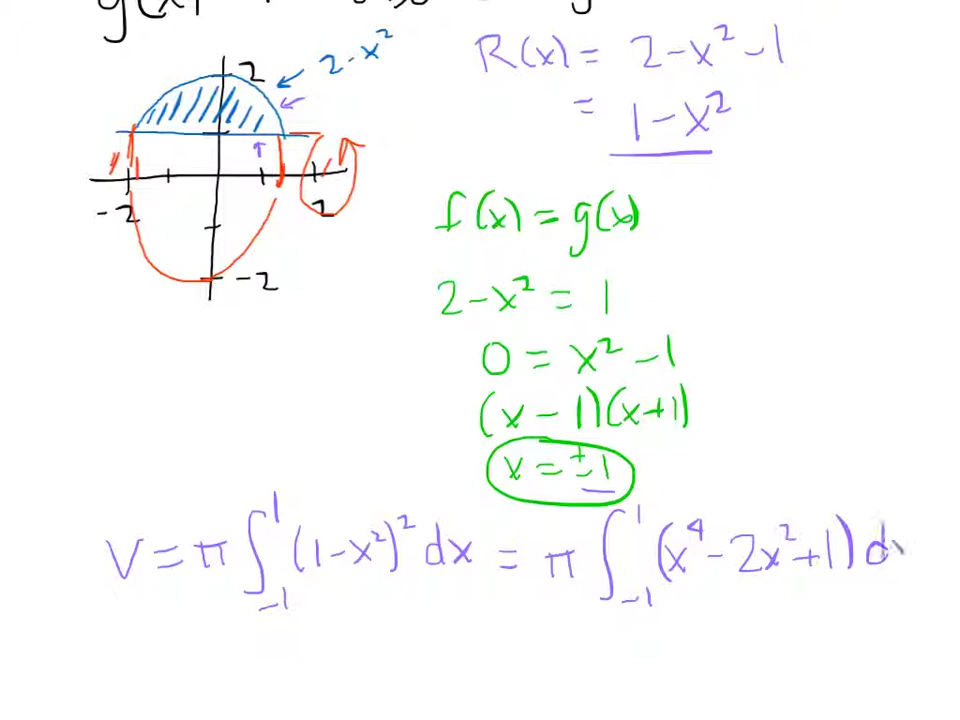 g(x)
2
2-x²
-2
2
-2
R(x) = 2-x²-1
= 1-x²
f(x) = g(x)
2-x² = 1
0 = x² -1
(x - 1)(x+1)
x = ±1
V = π ∫₋₁¹ (1-x²)² dx = π ∫₋₁¹ (x⁴ - 2x² + 1) dx